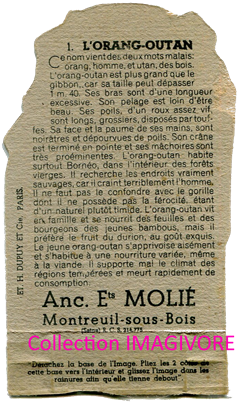 1. L'ORANG-OUTAN
Ce nom vient des deux mots malais:
orang, homme, et utan, des bois.
L'orang-outan est plus grand que le
gibbon, car sa taille peut dépasser
1 m. 40. Ses bras sont d'une longueur
excessive. Son pelage est loin d'être
beau. Ses poils, d'un roux assez vif,
sont longs, grossiers, disposés par touf-
fes. Sa face et la paume de ses mains, sont
noirâtres et dépourvues de poils. Son crâne
est terminé en pointe et ses mâchoires sont
très proéminentes. L'orang-outan habite
surtout Bornéo, dans l'intérieur des forêts
vierges. Il recherche les endroits vraiment
sauvages, car il craint terriblement l'homme.
Il ne faut pas le confondre avec le gorille
dont il ne possède pas la férocité, étant
d'un naturel plutôt timide. L'orang-outan vit
en famille et se nourrit des feuilles et des
bourgeons des jeunes bambous, mais il
préfère le fruit du dorion, au goût exquis.
Le jeune orang-outan s'apprivoise aisément
et s'habitue à une nourriture variée, même
à la viande. Il supporte mal le climat des
régions tempérées et meurt rapidement de
consomption.
ET. H. DUPUY ET Cie, PARIS.
Anc. Ets MOLIÉ
Montreuil-sous-Bois
(Seine) R. C. S.
Collection IMAGIVORE
"Détachez la base de l'Image. Pliez les 2 côtés de
cette base vers l'intérieur et glissez l'image dans les
rainures afin qu'elle tienne debout"